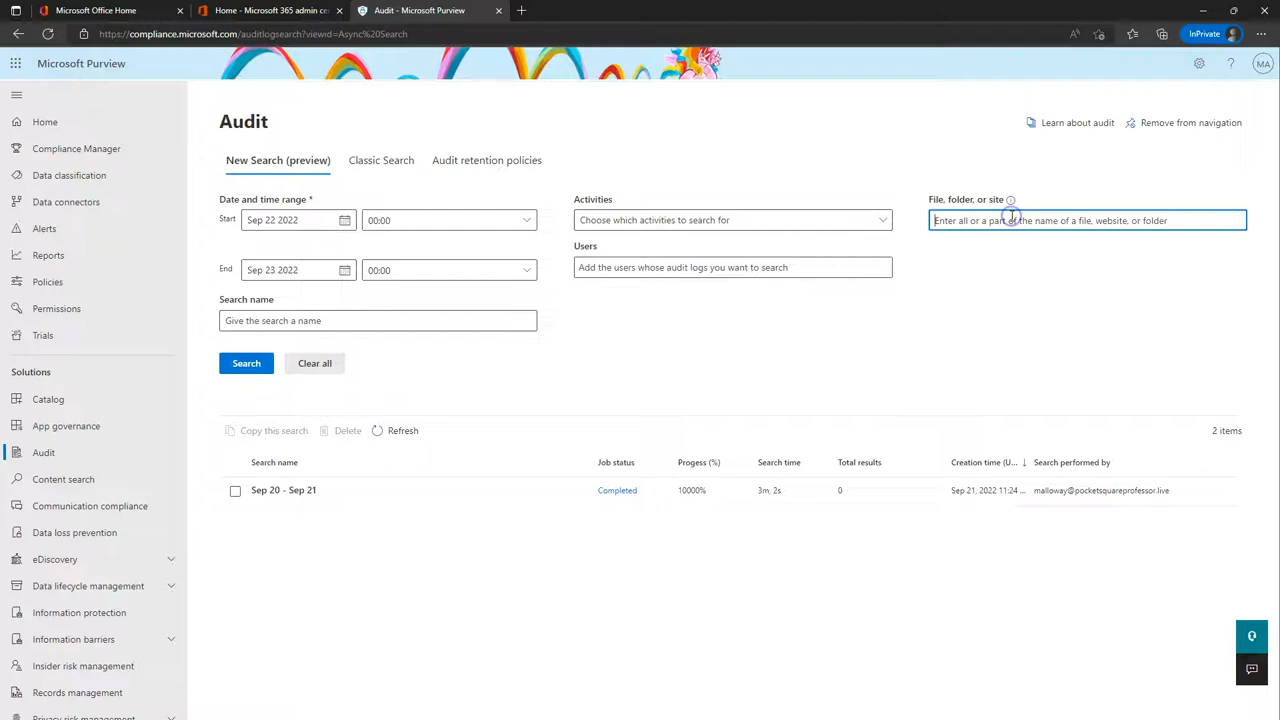 Microsoft Office Home
Home - Microsoft 365 admin cen
Audit - Microsoft Purview
https://compliance.microsoft.com/auditlogsearch?viewid=Async%20Search
InPrivate
Microsoft Purview
MA
Home
Compliance Manager
Data classification
Data connectors
Alerts
Reports
Policies
Permissions
Trials
Solutions
Catalog
App governance
Audit
Content search
Communication compliance
Data loss prevention
eDiscovery
Data lifecycle management
Information protection
Information barriers
Insider risk management
Records management
Privacy risk management
Audit
Learn about audit
Remove from navigation
New Search (preview)
Classic Search
Audit retention policies
Date and time range *
Start
Sep 22 2022
00:00
End
Sep 23 2022
00:00
Search name
Give the search a name
Activities
Choose which activities to search for
Users
Add the users whose audit logs you want to search
File, folder, or site
Enter all or a part of the name of a file, website, or folder
Search
Clear all
Copy this search
Delete
Refresh
2 items
Search name
Job status
Progess (%)
Search time
Total results
Creation time (U... ↓
Search performed by
Sep 20 - Sep 21
Completed
10000%
3m, 2s
0
Sep 21, 2022 11:24 ...
malloway@pocketsquareprofessor.live